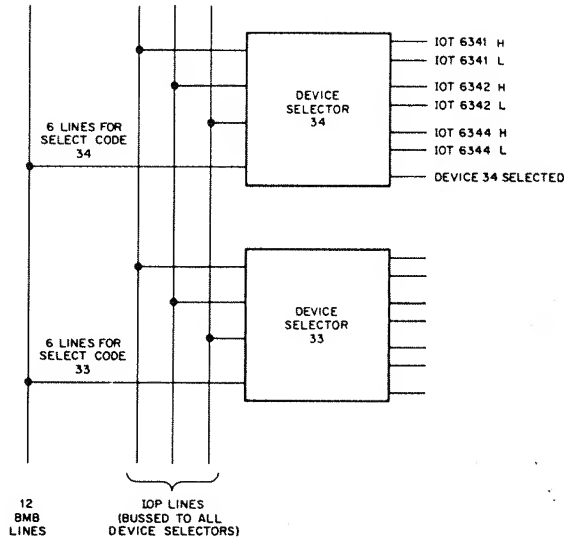 IOT 6341 H
IOT 6341 L
DEVICE
SELECTOR
34
IOT 6342 H
IOT 6342 L
6 LINES FOR
SELECT CODE
34
IOT 6344 H
IOT 6344 L
DEVICE 34 SELECTED
DEVICE
SELECTOR
33
6 LINES FOR
SELECT CODE
33
12
BMB
LINES
IOP LINES
(BUSSED TO ALL
DEVICE SELECTORS)